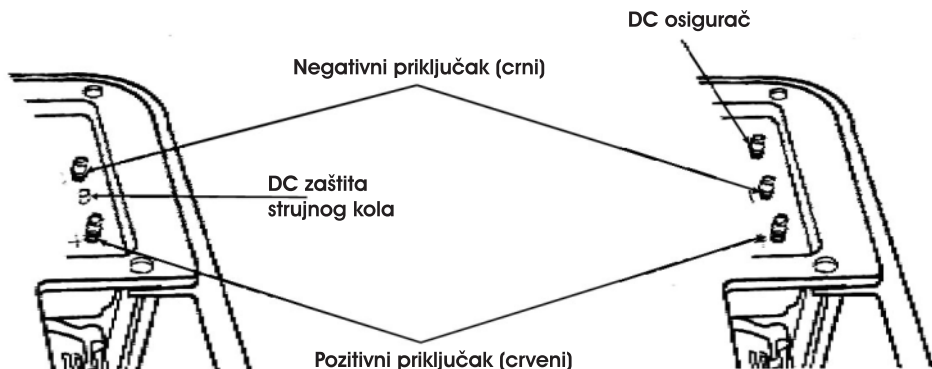 DC osigurač
Negativni priključak (crni)
DC zaštita
strujnog kola
Pozitivni priključak (crveni)